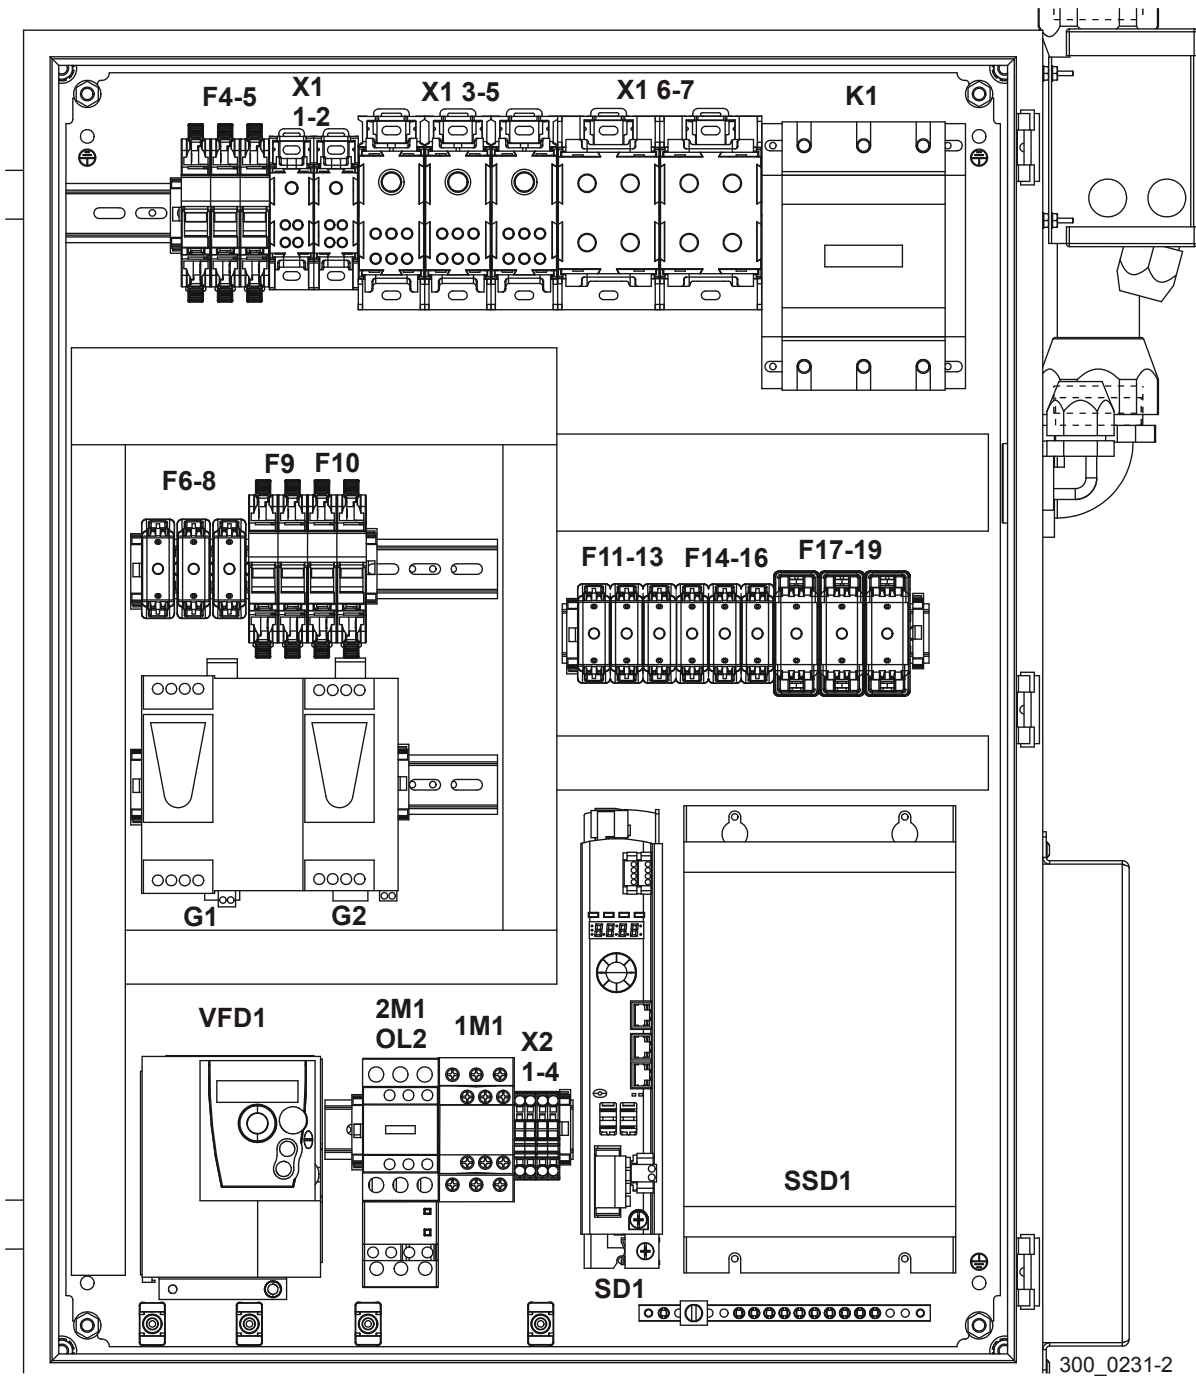 F4-5
X1
1-2
X1 3-5
X1 6-7
K1
F6-8
F9
F10
F11-13
F14-16
F17-19
G1
G2
VFD1
2M1
OL2
1M1
X2
1-4
SD1
SSD1
300_0231-2